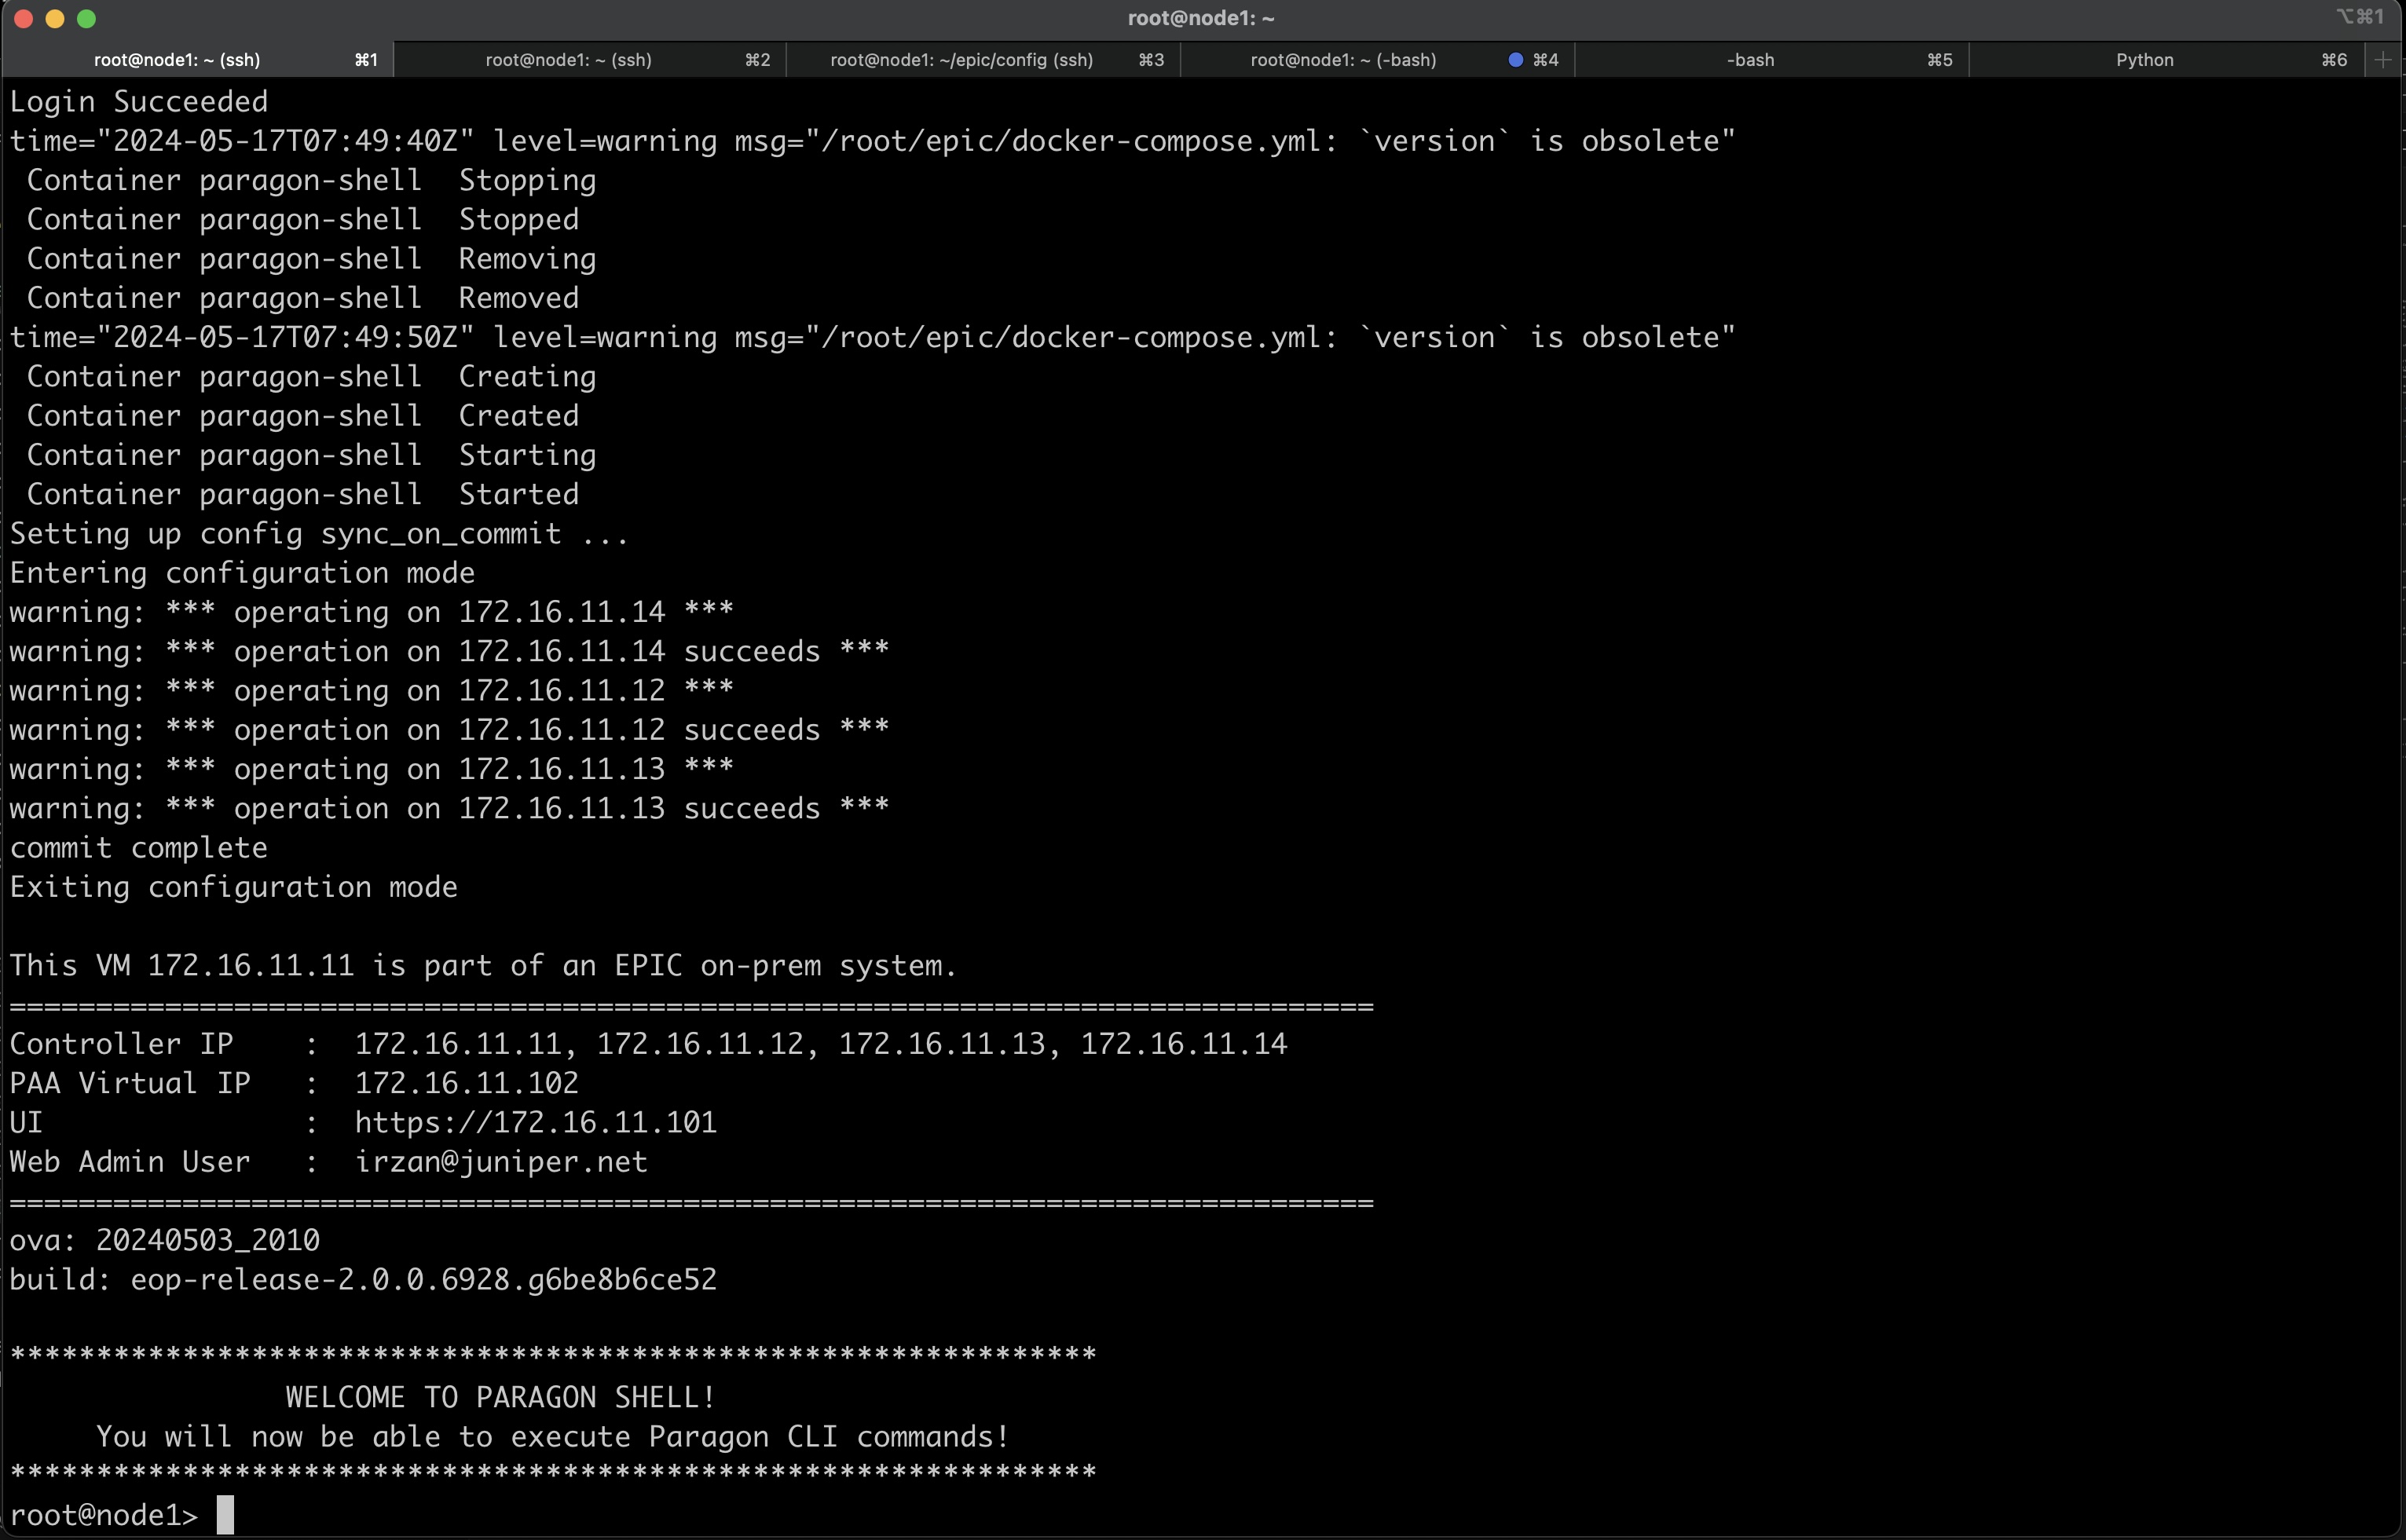 root@node1: ~
⌥⌘1
root@node1: ~ (ssh) ⌘1 root@node1: ~ (ssh) ⌘2 root@node1: ~/epic/config (ssh) ⌘3 root@node1: ~ (-bash) ⌘4 -bash ⌘5 Python ⌘6 +
Login Succeeded
time="2024-05-17T07:49:40Z" level=warning msg="/root/epic/docker-compose.yml: `version` is obsolete"
 Container paragon-shell  Stopping
 Container paragon-shell  Stopped
 Container paragon-shell  Removing
 Container paragon-shell  Removed
time="2024-05-17T07:49:50Z" level=warning msg="/root/epic/docker-compose.yml: `version` is obsolete"
 Container paragon-shell  Creating
 Container paragon-shell  Created
 Container paragon-shell  Starting
 Container paragon-shell  Started
Setting up config sync_on_commit ...
Entering configuration mode
warning: *** operating on 172.16.11.14 ***
warning: *** operation on 172.16.11.14 succeeds ***
warning: *** operating on 172.16.11.12 ***
warning: *** operation on 172.16.11.12 succeeds ***
warning: *** operating on 172.16.11.13 ***
warning: *** operation on 172.16.11.13 succeeds ***
commit complete
Exiting configuration mode
This VM 172.16.11.11 is part of an EPIC on-prem system.
===============================================================================
Controller IP    :  172.16.11.11, 172.16.11.12, 172.16.11.13, 172.16.11.14
PAA Virtual IP   :  172.16.11.102
UI               :  https://172.16.11.101
Web Admin User   :  irzan@juniper.net
===============================================================================
ova: 20240503_2010
build: eop-release-2.0.0.6928.g6be8b6ce52
***************************************************************
                WELCOME TO PARAGON SHELL!
     You will now be able to execute Paragon CLI commands!
***************************************************************
root@node1>